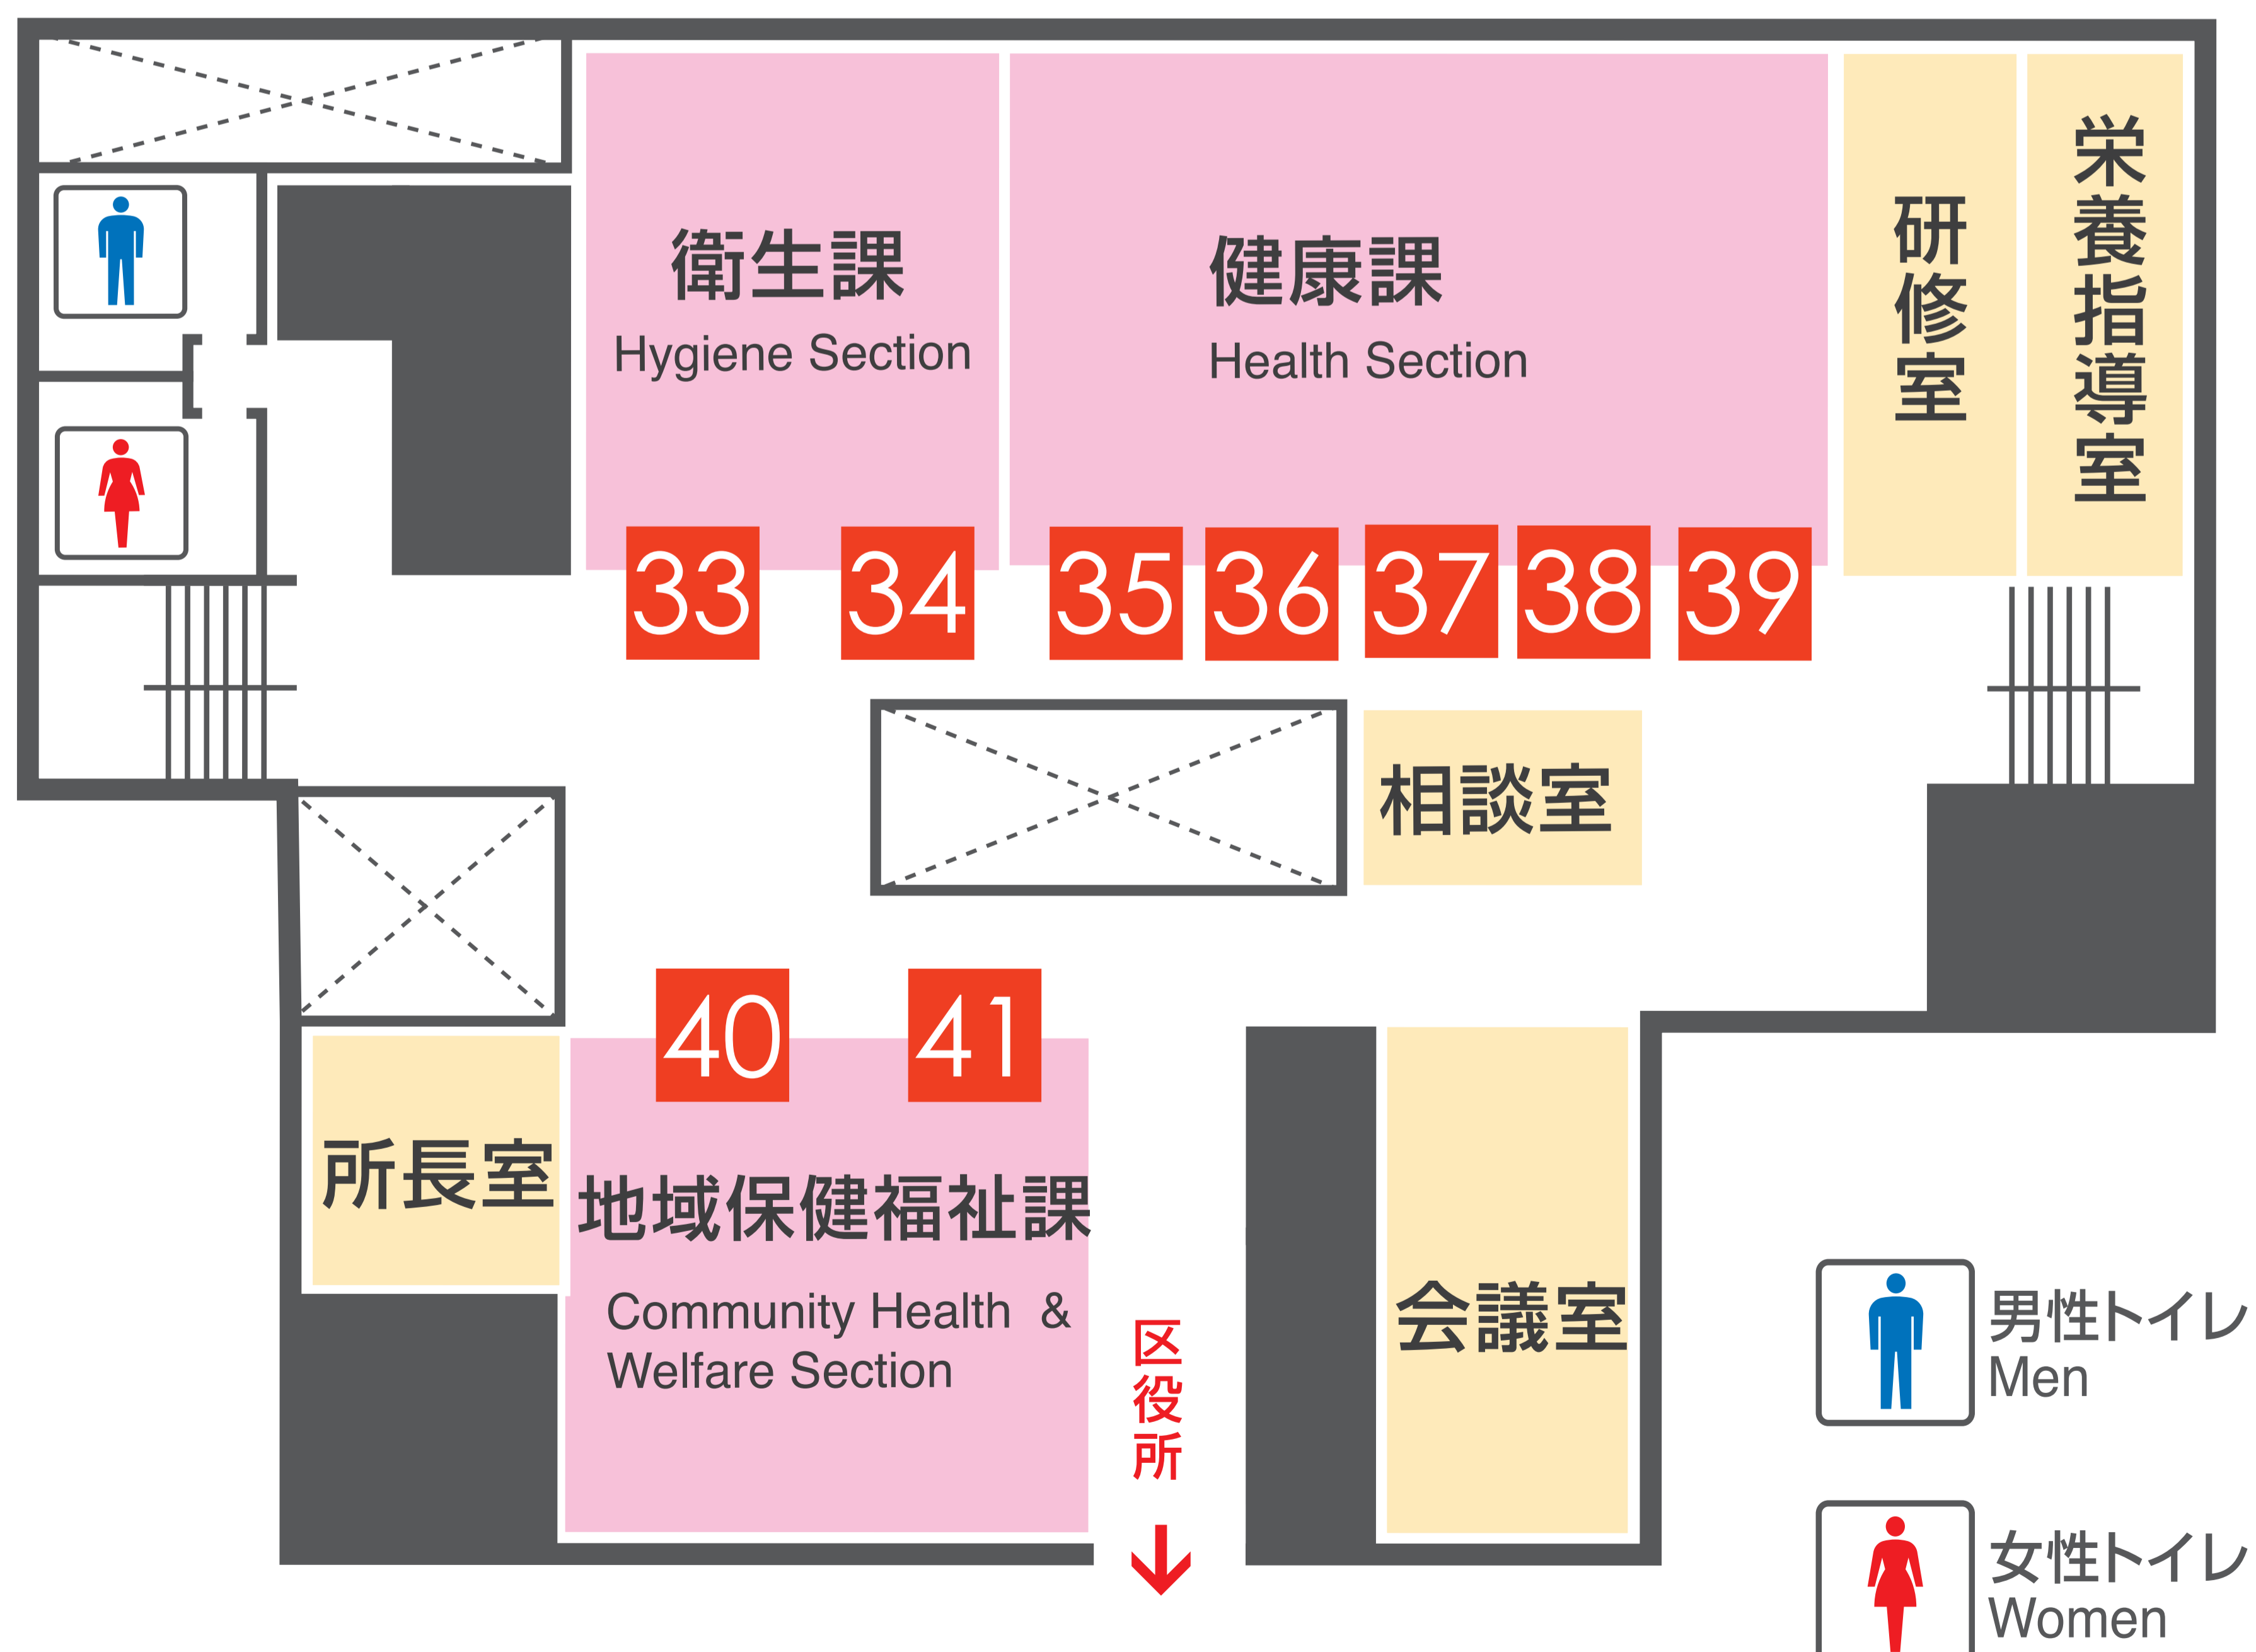 衛生課
Hygiene Section
健康課
Health Section
研修室
栄養指導室
33
34
35
36
37
38
39
相談室
40
41
所長室
地域保健福祉課
Community Health &
Welfare Section
区役所
会議室
男性トイレ
Men
女性トイレ
Women